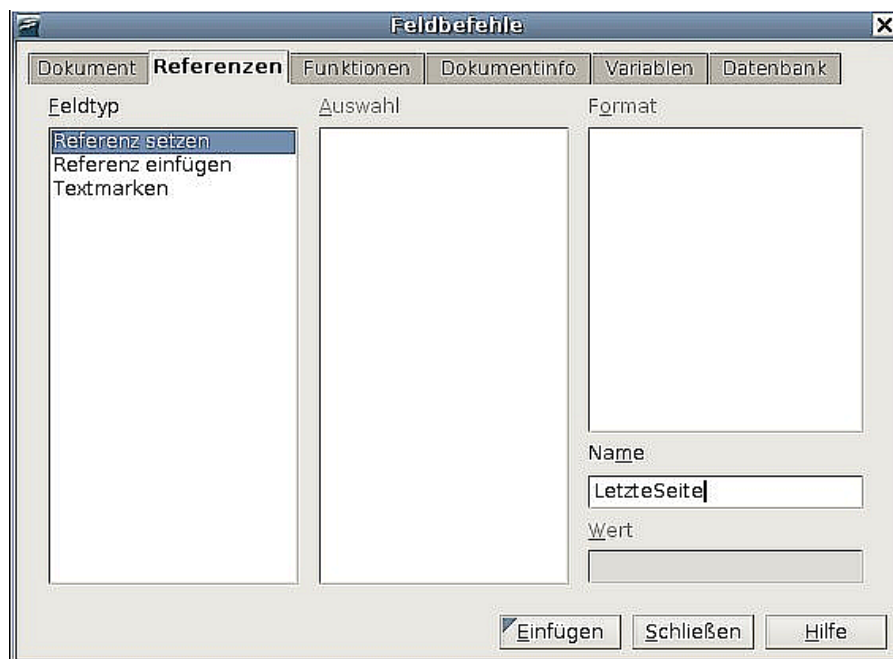 Feldbefehle
Dokument Referenzen Funktionen Dokumentinfo Variablen Datenbank
Feldtyp Auswahl Format
Referenz setzen
Referenz einfügen
Textmarken
Name
LetzteSeite
Wert
Einfügen Schließen Hilfe